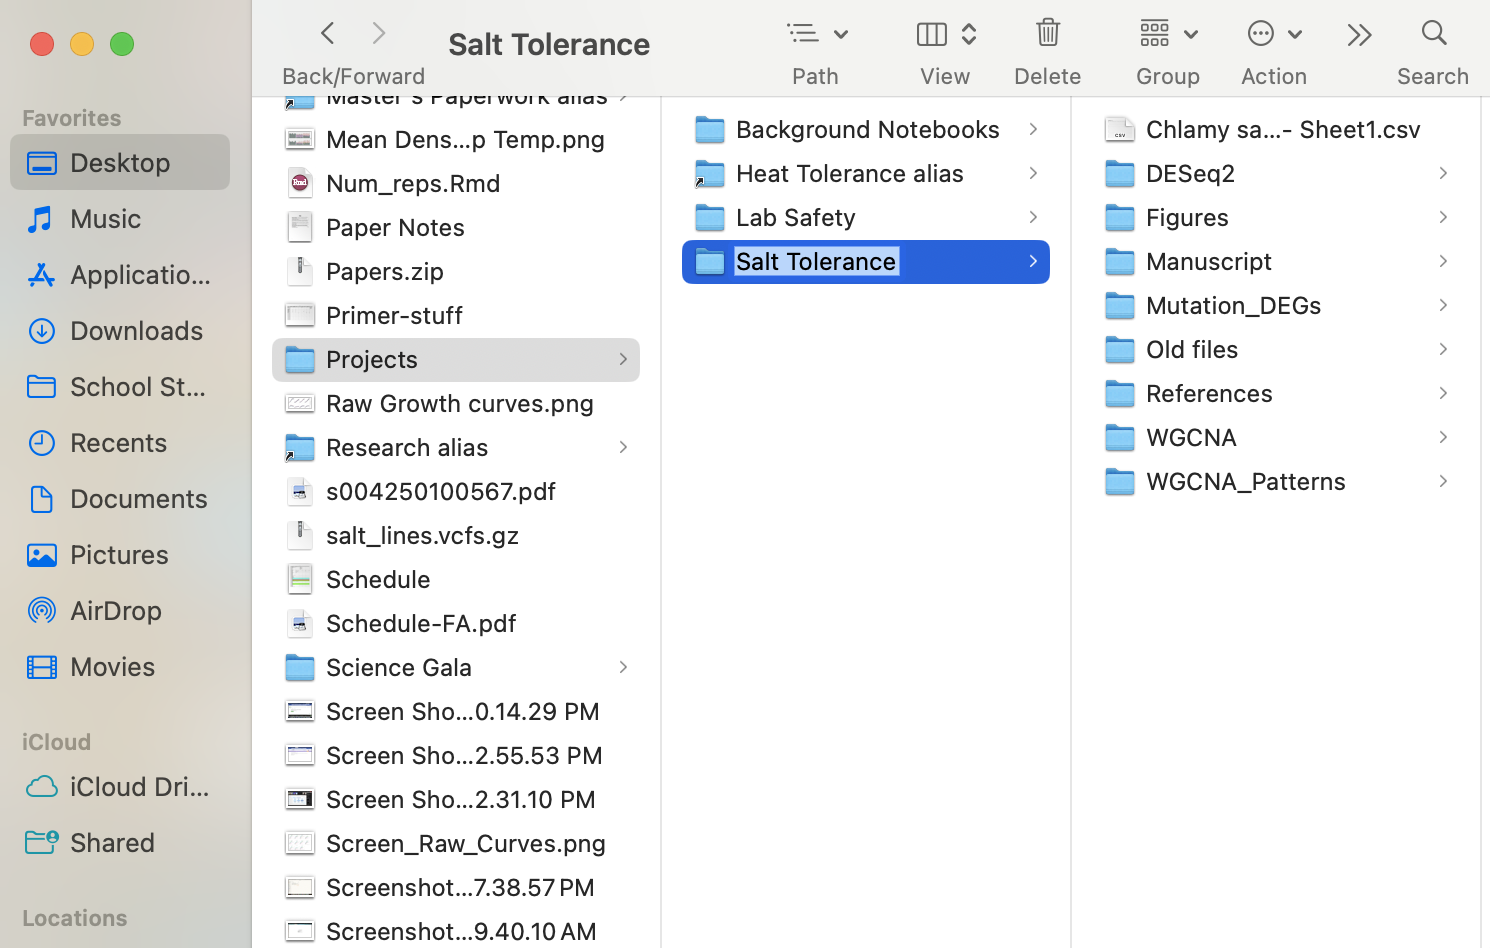 Salt Tolerance
Back/Forward
Path
View
Delete
Group
Action
Search
Favorites
Desktop
Music
Applicatio...
Downloads
School St...
Recents
Documents
Pictures
AirDrop
Movies
iCloud
iCloud Dri...
Shared
Locations
Master's Paperwork alias
Mean Dens...p Temp.png
Num_reps.Rmd
Paper Notes
Papers.zip
Primer-stuff
Projects
Raw Growth curves.png
Research alias
s004250100567.pdf
salt_lines.vcfs.gz
Schedule
Schedule-FA.pdf
Science Gala
Screen Sho...0.14.29 PM
Screen Sho...2.55.53 PM
Screen Sho...2.31.10 PM
Screen_Raw_Curves.png
Screenshot...7.38.57 PM
Screenshot...9.40.10 AM
Background Notebooks
Heat Tolerance alias
Lab Safety
Salt Tolerance
Chlamy sa...- Sheet1.csv
DESeq2
Figures
Manuscript
Mutation_DEGs
Old files
References
WGCNA
WGCNA_Patterns